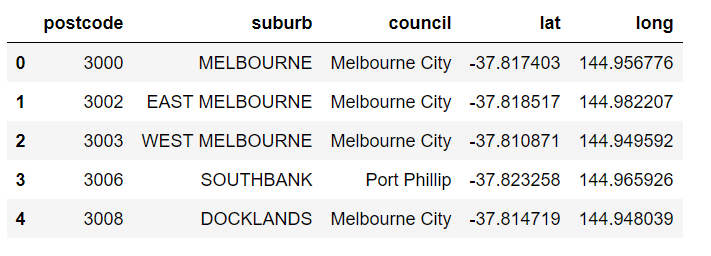 postcode suburb council lat long
0 3000 MELBOURNE Melbourne City -37.817403 144.956776
1 3002 EAST MELBOURNE Melbourne City -37.818517 144.982207
2 3003 WEST MELBOURNE Melbourne City -37.810871 144.949592
3 3006 SOUTHBANK Port Phillip -37.823258 144.965926
4 3008 DOCKLANDS Melbourne City -37.814719 144.948039